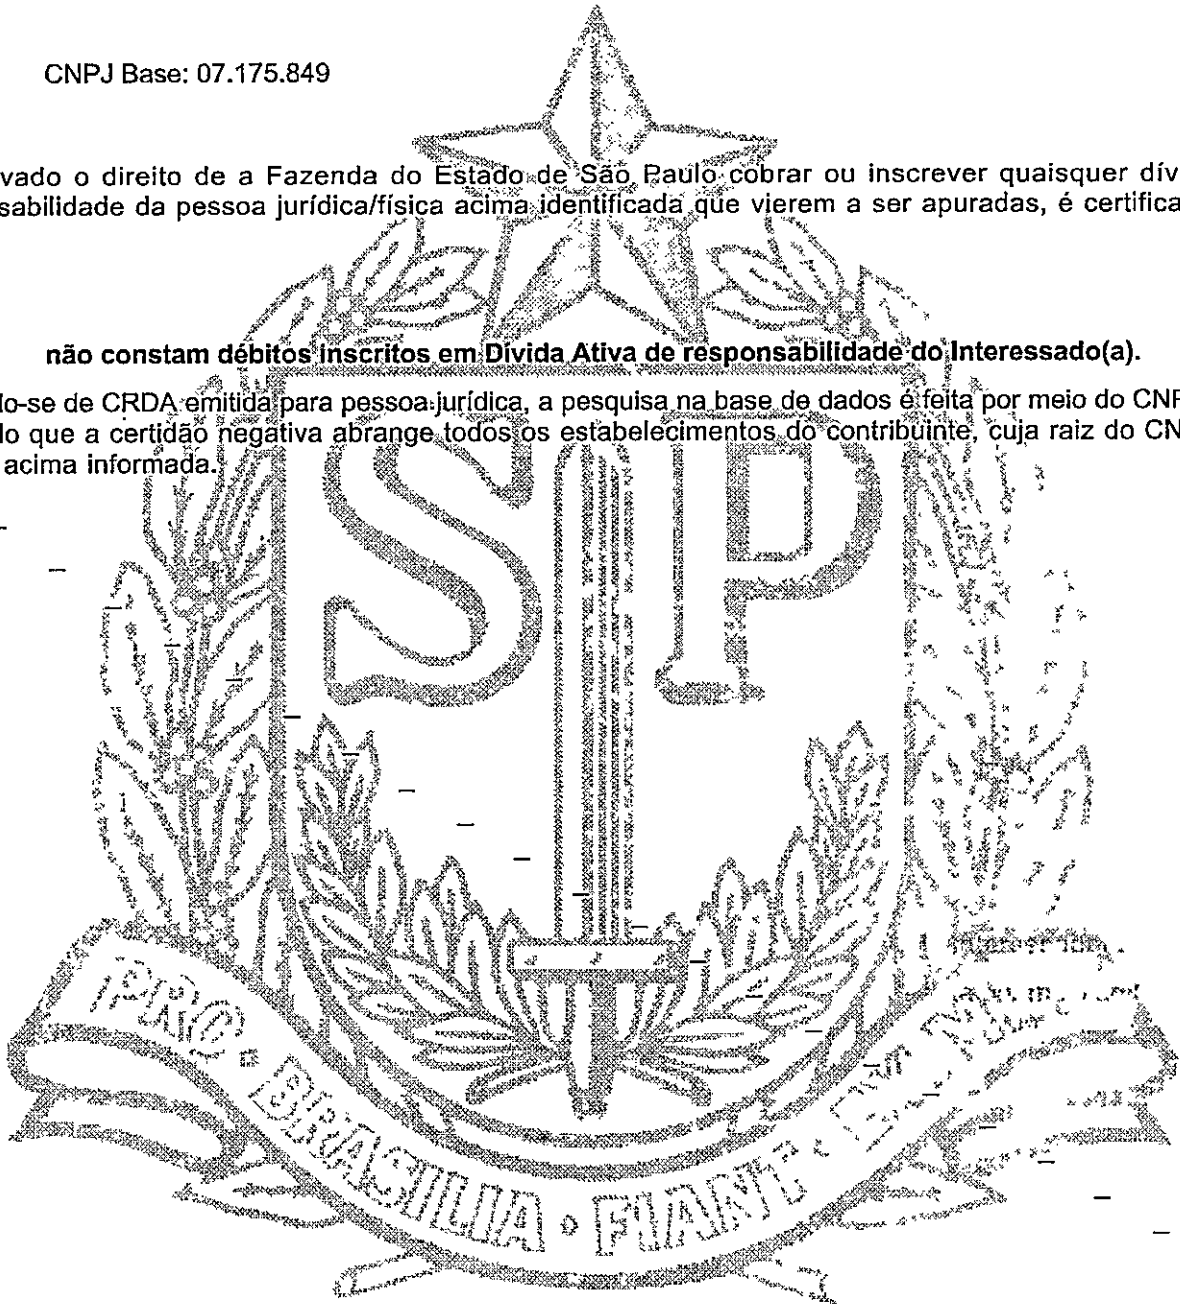 CNPJ Base: 07.175.849
vado o direito de a Fazenda do Estado de São Paulo cobrar ou inscrever quaisquer dív
sabilidade da pessoa jurídica/física acima identificada que vierem a ser apuradas, é certifica
não constam débitos inscritos em Dívida Ativa de responsabilidade do Interessado(a).
do-se de CRDA emitida para pessoa jurídica, a pesquisa na base de dados é feita por meio do CNP
do que a certidão negativa abrange todos os estabelecimentos do contribuinte, cuja raiz do CN
acima informada.
SP
PRO · BRASILIA · FIANT